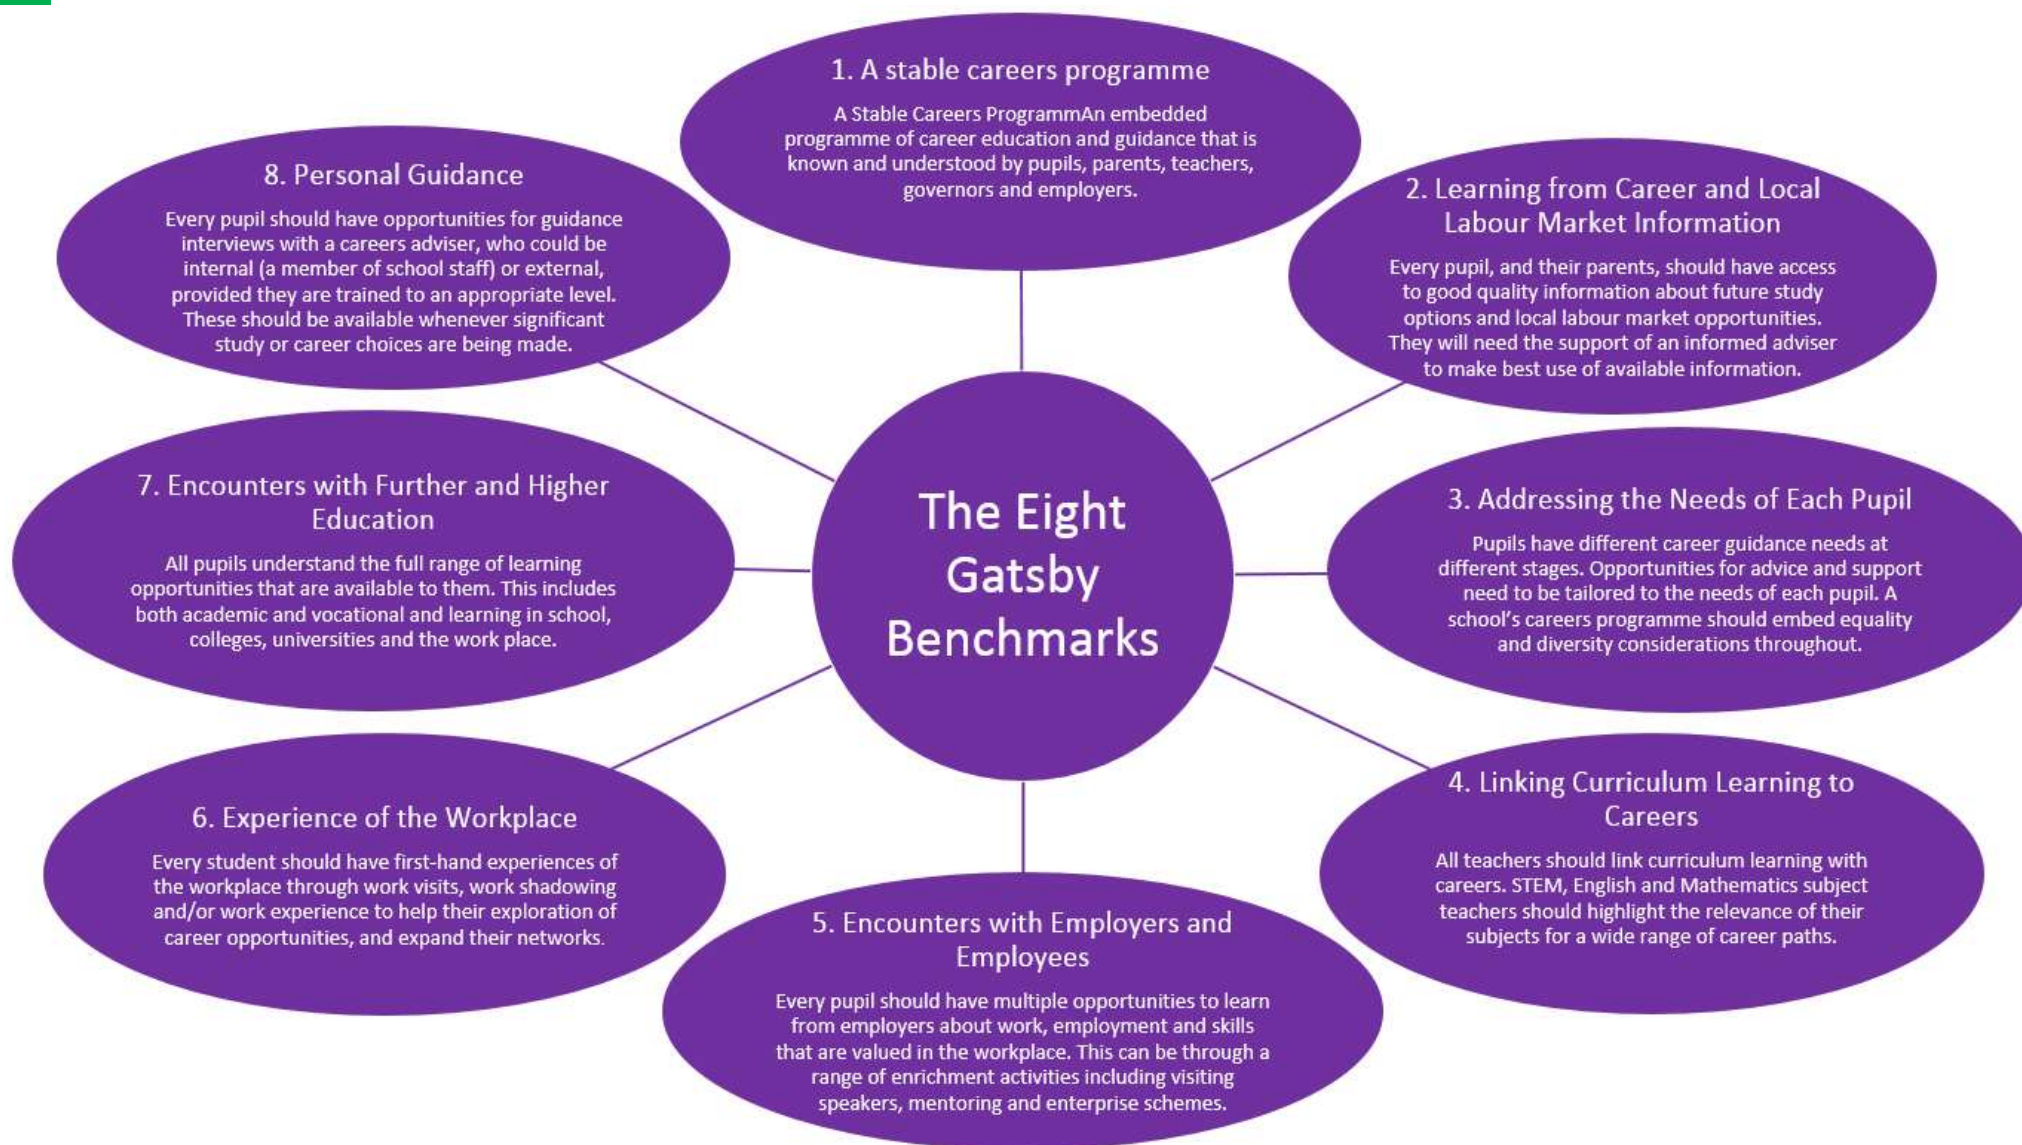 The Eight
Gatsby
Benchmarks
1. A stable careers programme
A Stable Careers ProgrammAn embedded
programme of career education and guidance that is
known and understood by pupils, parents, teachers,
governors and employers.
2. Learning from Career and Local
Labour Market Information
Every pupil, and their parents, should have access
to good quality information about future study
options and local labour market opportunities.
They will need the support of an informed adviser
to make best use of available information.
3. Addressing the Needs of Each Pupil
Pupils have different career guidance needs at
different stages. Opportunities for advice and support
need to be tailored to the needs of each pupil. A
school’s careers programme should embed equality
and diversity considerations throughout.
4. Linking Curriculum Learning to
Careers
All teachers should link curriculum learning with
careers. STEM, English and Mathematics subject
teachers should highlight the relevance of their
subjects for a wide range of career paths.
5. Encounters with Employers and
Employees
Every pupil should have multiple opportunities to learn
from employers about work, employment and skills
that are valued in the workplace. This can be through a
range of enrichment activities including visiting
speakers, mentoring and enterprise schemes.
6. Experience of the Workplace
Every student should have first-hand experiences of
the workplace through work visits, work shadowing
and/or work experience to help their exploration of
career opportunities, and expand their networks.
7. Encounters with Further and Higher
Education
All pupils understand the full range of learning
opportunities that are available to them. This includes
both academic and vocational and learning in school,
colleges, universities and the work place.
8. Personal Guidance
Every pupil should have opportunities for guidance
interviews with a careers adviser, who could be
internal (a member of school staff) or external,
provided they are trained to an appropriate level.
These should be available whenever significant
study or career choices are being made.